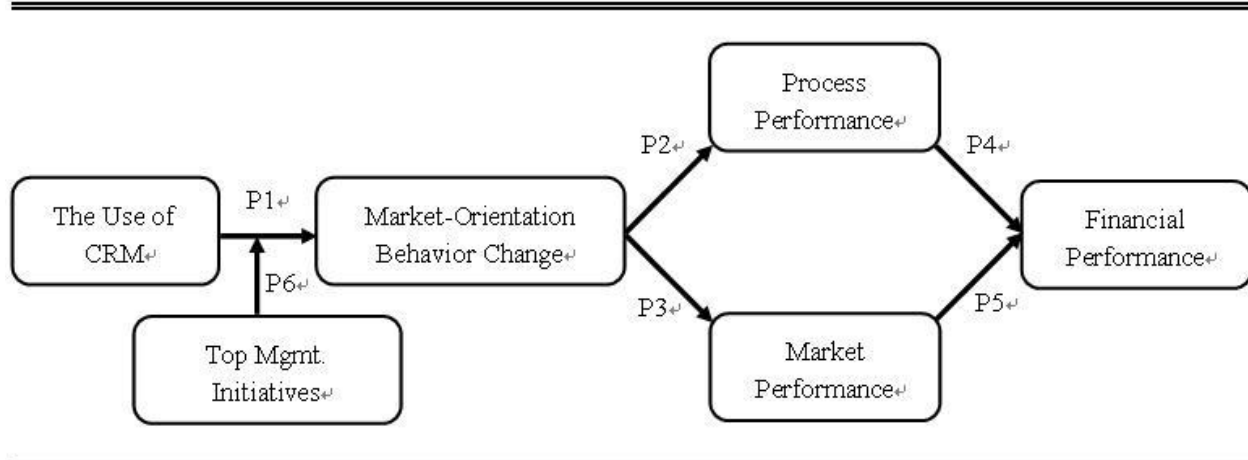 Process
Performance↵
P2↵
P4↵
The Use of
CRM↵
P1↵
Market-Orientation
Behavior Change↵
Financial
Performance↵
P6↵
P3↵
P5↵
Top Mgmt.
Initiatives↵
Market
Performance↵